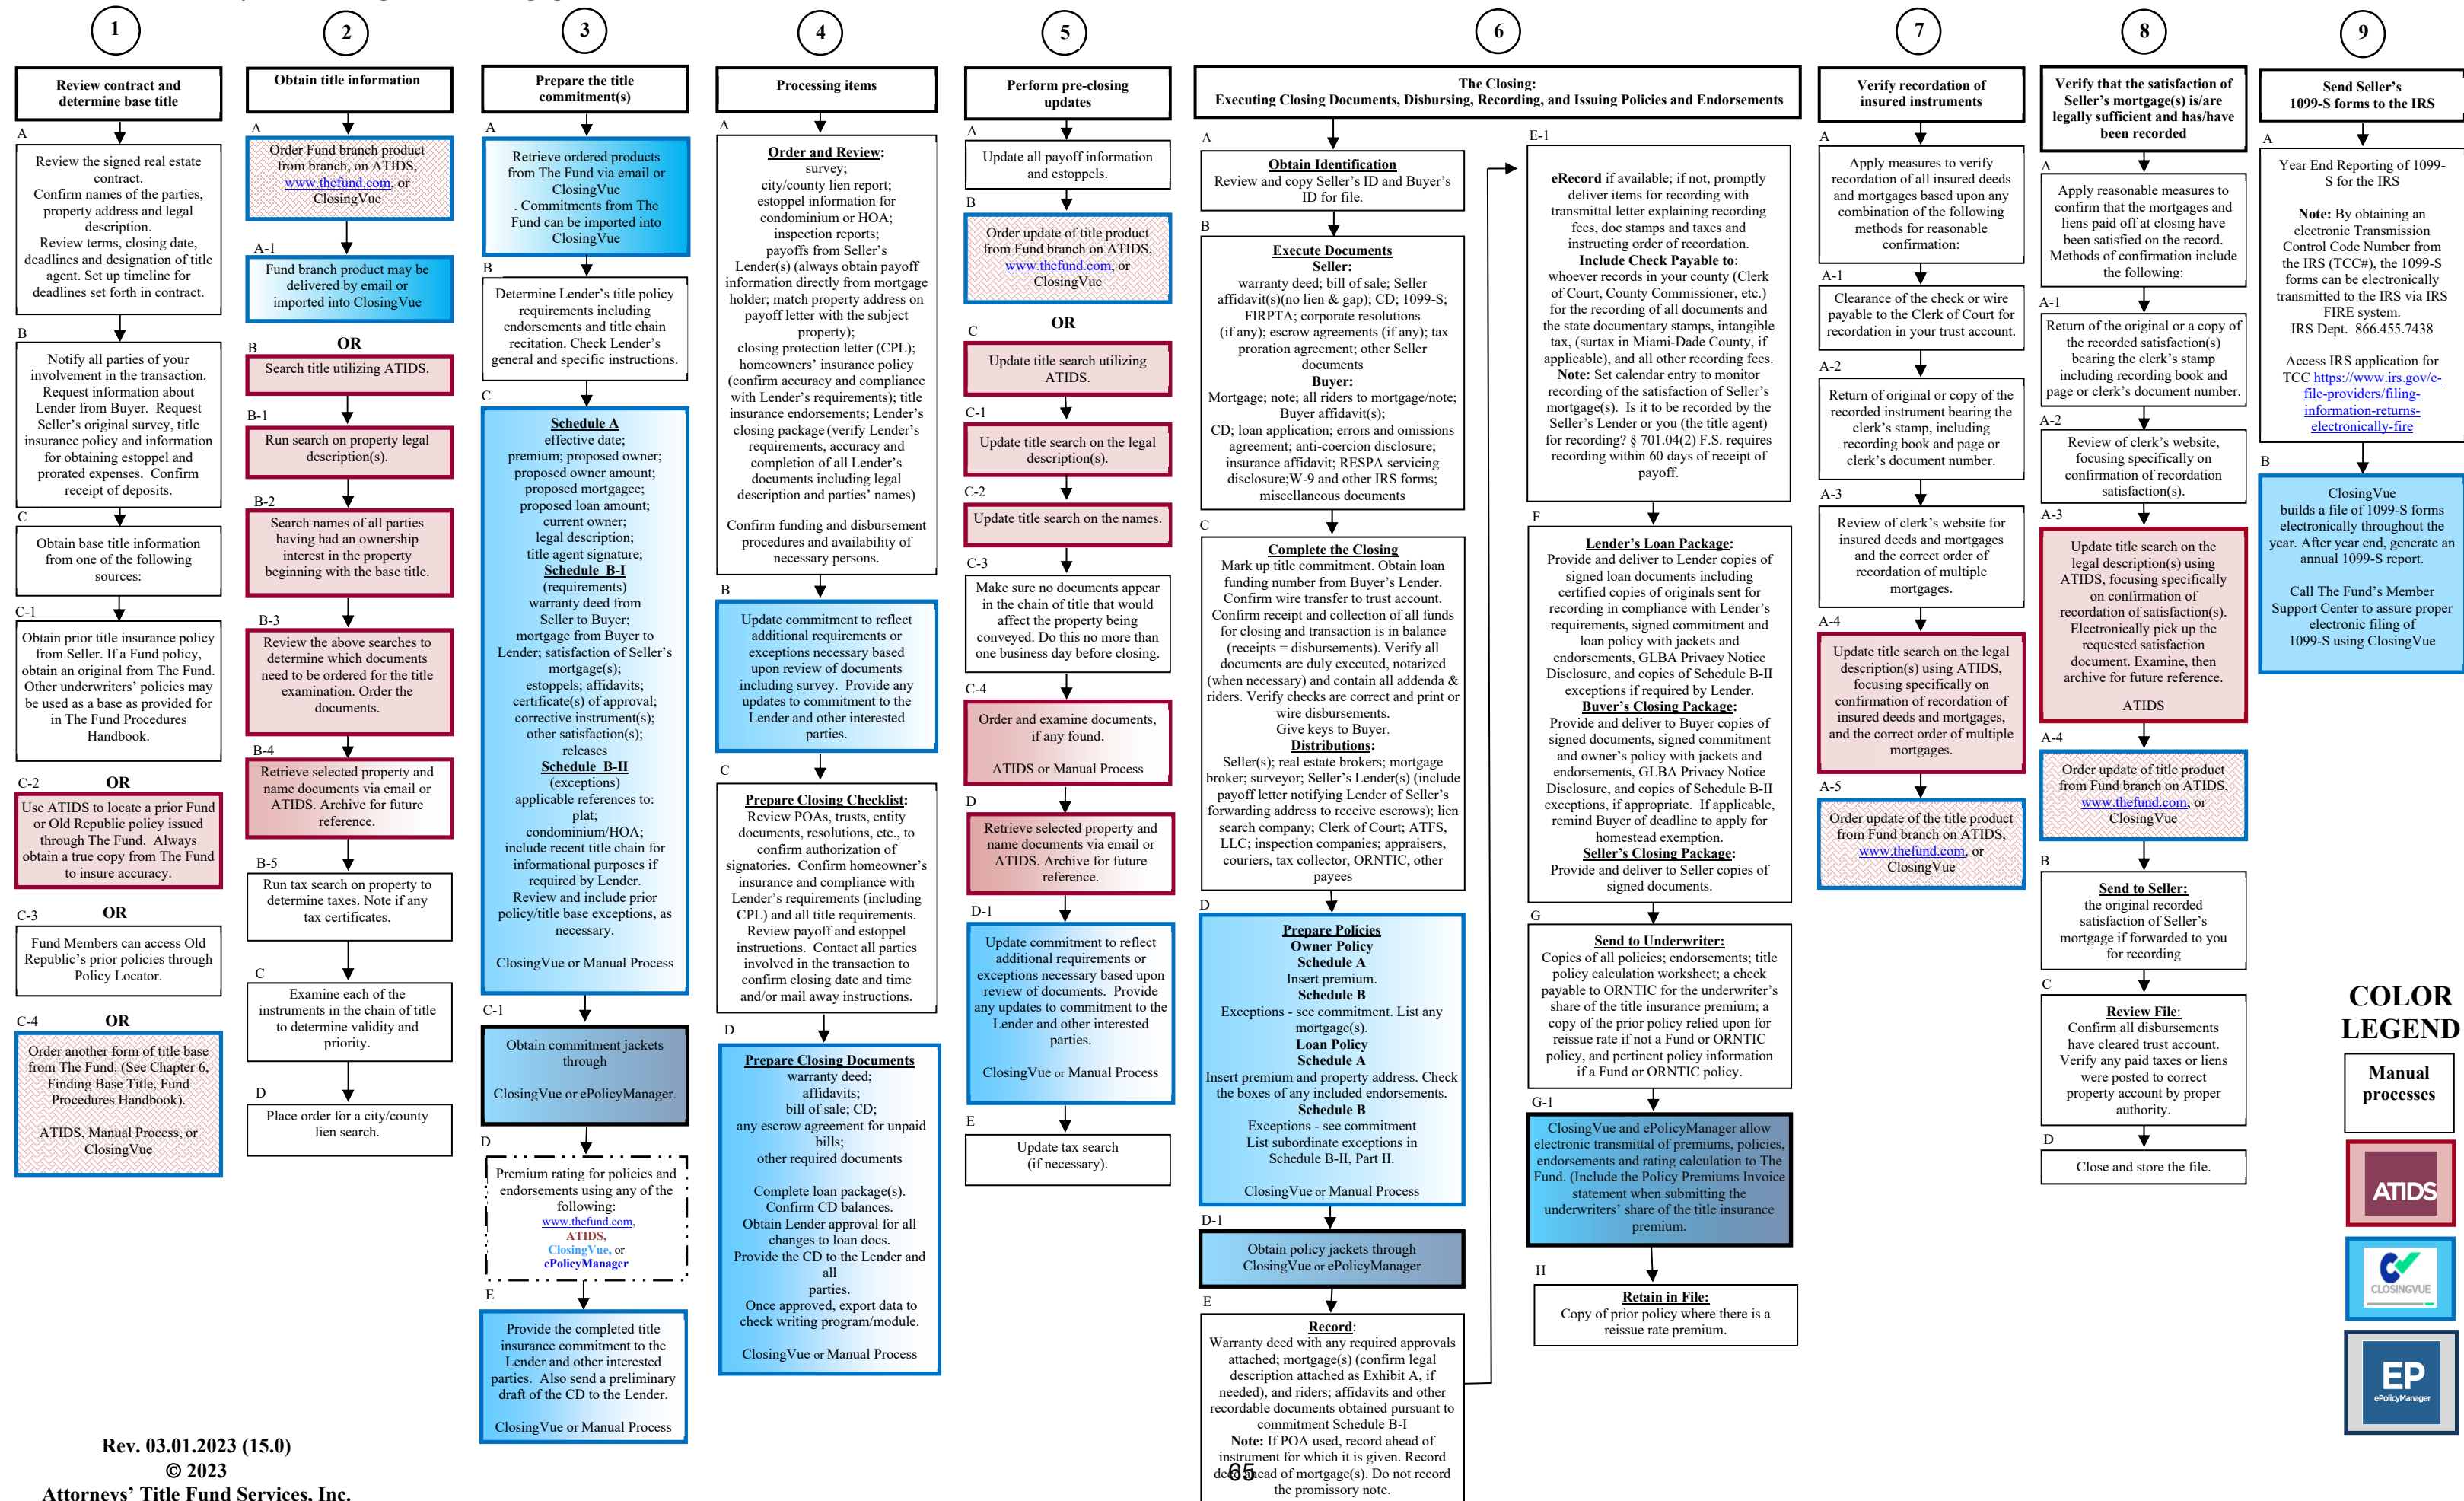 1
Review contract and
determine base title
A
Review the signed real estate
contract.
Confirm names of the parties,
property address and legal
description.
Review terms, closing date,
deadlines and designation of title
agent. Set up timeline for
deadlines set forth in contract.
B
Notify all parties of your
involvement in the transaction.
Request information about
Lender from Buyer. Request
Seller's original survey, title
insurance policy and information
for obtaining estoppel and
prorated expenses. Confirm
receipt of deposits.
C
Obtain base title information
from one of the following
sources:
C-1
Obtain prior title insurance policy
from Seller. If a Fund policy,
obtain an original from The Fund.
Other underwriters' policies may
be used as a base as provided for
in The Fund Procedures
Handbook.
C-2 OR
Use ATIDS to locate a prior Fund
or Old Republic policy issued
through The Fund. Always
obtain a true copy from The Fund
to insure accuracy.
C-3 OR
Fund Members can access Old
Republic's prior policies through
Policy Locator.
C-4 OR
Order another form of title base
from The Fund. (See Chapter 6,
Finding Base Title, Fund
Procedures Handbook).
ATIDS, Manual Process, or
ClosingVue
Rev. 03.01.2023 (15.0)
© 2023
Attorneys' Title Fund Services, Inc.
2
Obtain title information
A
Order Fund branch product
from branch, on ATIDS,
www.thefund.com, or
ClosingVue
A-1
Fund branch product may be
delivered by email or
imported into ClosingVue
B OR
Search title utilizing ATIDS.
B-1
Run search on property legal
description(s).
B-2
Search names of all parties
having had an ownership
interest in the property
beginning with the base title.
B-3
Review the above searches to
determine which documents
need to be ordered for the title
examination. Order the
documents.
B-4
Retrieve selected property and
name documents via email or
ATIDS. Archive for future
reference.
B-5
Run tax search on property to
determine taxes. Note if any
tax certificates.
C
Examine each of the
instruments in the chain of title
to determine validity and
priority.
D
Place order for a city/county
lien search.
3
Prepare the title
commitment(s)
A
Retrieve ordered products
from The Fund via email or
ClosingVue
. Commitments from The
Fund can be imported into
ClosingVue
B
Determine Lender's title policy
requirements including
endorsements and title chain
recitation. Check Lender's
general and specific instructions.
C
Schedule A
effective date;
premium; proposed owner;
proposed owner amount;
proposed mortgagee;
proposed loan amount;
current owner;
legal description;
title agent signature;
Schedule B-I
(requirements)
warranty deed from
Seller to Buyer;
mortgage from Buyer to
Lender; satisfaction of Seller's
mortgage(s);
estoppels; affidavits;
certificate(s) of approval;
corrective instrument(s);
other satisfaction(s);
releases
Schedule B-II
(exceptions)
applicable references to:
plat;
condominium/HOA;
include recent title chain for
informational purposes if
required by Lender.
Review and include prior
policy/title base exceptions, as
necessary.
ClosingVue or Manual Process
C-1
Obtain commitment jackets
through
ClosingVue or ePolicyManager.
D
Premium rating for policies and
endorsements using any of the
following:
www.thefund.com,
ATIDS,
ClosingVue, or
ePolicyManager
E
Provide the completed title
insurance commitment to the
Lender and other interested
parties. Also send a preliminary
draft of the CD to the Lender.
ClosingVue or Manual Process
4
Processing items
A
Order and Review:
survey;
city/county lien report;
estoppel information for
condominium or HOA;
inspection reports;
payoffs from Seller's
Lender(s) (always obtain payoff
information directly from mortgage
holder; match property address on
payoff letter with the subject
property);
closing protection letter (CPL);
homeowners' insurance policy
(confirm accuracy and compliance
with Lender's requirements); title
insurance endorsements; Lender's
closing package (verify Lender's
requirements, accuracy and
completion of all Lender's
documents including legal
description and parties' names)
Confirm funding and disbursement
procedures and availability of
necessary persons.
B
Update commitment to reflect
additional requirements or
exceptions necessary based
upon review of documents
including survey. Provide any
updates to commitment to the
Lender and other interested
parties.
C
Prepare Closing Checklist:
Review POAs, trusts, entity
documents, resolutions, etc., to
confirm authorization of
signatories. Confirm homeowner's
insurance and compliance with
Lender's requirements (including
CPL) and all title requirements.
Review payoff and estoppel
instructions. Contact all parties
involved in the transaction to
confirm closing date and time
and/or mail away instructions.
D
Prepare Closing Documents
warranty deed;
affidavits;
bill of sale; CD;
any escrow agreement for unpaid
bills;
other required documents
Complete loan package(s).
Confirm CD balances.
Obtain Lender approval for all
changes to loan docs.
Provide the CD to the Lender and
all
parties.
Once approved, export data to
check writing program/module.
ClosingVue or Manual Process
5
Perform pre-closing
updates
A
Update all payoff information
and estoppels.
B
Order update of title product
from Fund branch on ATIDS,
www.thefund.com, or
ClosingVue
C OR
Update title search utilizing
ATIDS.
C-1
Update title search on the legal
description(s).
C-2
Update title search on the names.
C-3
Make sure no documents appear
in the chain of title that would
affect the property being
conveyed. Do this no more than
one business day before closing.
C-4
Order and examine documents,
if any found.
ATIDS or Manual Process
D
Retrieve selected property and
name documents via email or
ATIDS. Archive for future
reference.
D-1
Update commitment to reflect
additional requirements or
exceptions necessary based upon
review of documents. Provide
any updates to commitment to the
Lender and other interested
parties.
ClosingVue or Manual Process
E
Update tax search
(if necessary).
6
The Closing:
Executing Closing Documents, Disbursing, Recording, and Issuing Policies and Endorsements
A
Obtain Identification
Review and copy Seller's ID and Buyer's
ID for file.
B
Execute Documents
Seller:
warranty deed; bill of sale; Seller
affidavit(s)(no lien & gap); CD; 1099-S;
FIRPTA; corporate resolutions
(if any); escrow agreements (if any); tax
proration agreement; other Seller
documents
Buyer:
Mortgage; note; all riders to mortgage/note;
Buyer affidavit(s);
CD; loan application; errors and omissions
agreement; anti-coercion disclosure;
insurance affidavit; RESPA servicing
disclosure;W-9 and other IRS forms;
miscellaneous documents
C
Complete the Closing
Mark up title commitment. Obtain loan
funding number from Buyer's Lender.
Confirm wire transfer to trust account.
Confirm receipt and collection of all funds
for closing and transaction is in balance
(receipts = disbursements). Verify all
documents are duly executed, notarized
(when necessary) and contain all addenda &
riders. Verify checks are correct and print or
wire disbursements.
Give keys to Buyer.
Distributions:
Seller(s); real estate brokers; mortgage
broker; surveyor; Seller's Lender(s) (include
payoff letter notifying Lender of Seller's
forwarding address to receive escrows); lien
search company; Clerk of Court; ATFS,
LLC; inspection companies; appraisers,
couriers, tax collector, ORNTIC, other
payees
D
Prepare Policies
Owner Policy
Schedule A
Insert premium.
Schedule B
Exceptions - see commitment. List any
mortgage(s).
Loan Policy
Schedule A
Insert premium and property address. Check
the boxes of any included endorsements.
Schedule B
Exceptions - see commitment
List subordinate exceptions in
Schedule B-II, Part II.
ClosingVue or Manual Process
D-1
Obtain policy jackets through
ClosingVue or ePolicyManager
E
Record:
Warranty deed with any required approvals
attached; mortgage(s) (confirm legal
description attached as Exhibit A, if
needed), and riders; affidavits and other
recordable documents obtained pursuant to
commitment Schedule B-I
Note: If POA used, record ahead of
instrument for which it is given. Record
deed ahead of mortgage(s). Do not record
the promissory note.
65
E-1
eRecord if available; if not, promptly
deliver items for recording with
transmittal letter explaining recording
fees, doc stamps and taxes and
instructing order of recordation.
Include Check Payable to:
whoever records in your county (Clerk
of Court, County Commissioner, etc.)
for the recording of all documents and
the state documentary stamps, intangible
tax, (surtax in Miami-Dade County, if
applicable), and all other recording fees.
Note: Set calendar entry to monitor
recording of the satisfaction of Seller's
mortgage(s). Is it to be recorded by the
Seller's Lender or you (the title agent)
for recording? § 701.04(2) F.S. requires
recording within 60 days of receipt of
payoff.
F
Lender's Loan Package:
Provide and deliver to Lender copies of
signed loan documents including
certified copies of originals sent for
recording in compliance with Lender's
requirements, signed commitment and
loan policy with jackets and
endorsements, GLBA Privacy Notice
Disclosure, and copies of Schedule B-II
exceptions if required by Lender.
Buyer's Closing Package:
Provide and deliver to Buyer copies of
signed documents, signed commitment
and owner's policy with jackets and
endorsements, GLBA Privacy Notice
Disclosure, and copies of Schedule B-II
exceptions, if appropriate. If applicable,
remind Buyer of deadline to apply for
homestead exemption.
Seller's Closing Package:
Provide and deliver to Seller copies of
signed documents.
G
Send to Underwriter:
Copies of all policies; endorsements; title
policy calculation worksheet; a check
payable to ORNTIC for the underwriter's
share of the title insurance premium; a
copy of the prior policy relied upon for
reissue rate if not a Fund or ORNTIC
policy, and pertinent policy information
if a Fund or ORNTIC policy.
G-1
ClosingVue and ePolicyManager allow
electronic transmittal of premiums, policies,
endorsements and rating calculation to The
Fund. (Include the Policy Premiums Invoice
statement when submitting the
underwriters' share of the title insurance
premium.
H
Retain in File:
Copy of prior policy where there is a
reissue rate premium.
7
Verify recordation of
insured instruments
A
Apply measures to verify
recordation of all insured deeds
and mortgages based upon any
combination of the following
methods for reasonable
confirmation:
A-1
Clearance of the check or wire
payable to the Clerk of Court for
recordation in your trust account.
A-2
Return of original or copy of the
recorded instrument bearing the
clerk's stamp, including
recording book and page or
clerk's document number.
A-3
Review of clerk's website for
insured deeds and mortgages
and the correct order of
recordation of multiple
mortgages.
A-4
Update title search on the legal
description(s) using ATIDS,
focusing specifically on
confirmation of recordation of
insured deeds and mortgages,
and the correct order of multiple
mortgages.
A-5
Order update of the title product
from Fund branch on ATIDS,
www.thefund.com, or
ClosingVue
8
Verify that the satisfaction of
Seller's mortgage(s) is/are
legally sufficient and has/have
been recorded
A
Apply reasonable measures to
confirm that the mortgages and
liens paid off at closing have
been satisfied on the record.
Methods of confirmation include
the following:
A-1
Return of the original or a copy of
the recorded satisfaction(s)
bearing the clerk's stamp
including recording book and
page or clerk's document number.
A-2
Review of clerk's website,
focusing specifically on
confirmation of recordation
satisfaction(s).
A-3
Update title search on the
legal description(s) using
ATIDS, focusing specifically
on confirmation of
recordation of satisfaction(s).
Electronically pick up the
requested satisfaction
document. Examine, then
archive for future reference.
ATIDS
A-4
Order update of title product
from Fund branch on ATIDS,
www.thefund.com, or
ClosingVue
B
Send to Seller:
the original recorded
satisfaction of Seller's
mortgage if forwarded to you
for recording
C
Review File:
Confirm all disbursements
have cleared trust account.
Verify any paid taxes or liens
were posted to correct
property account by proper
authority.
D
Close and store the file.
9
Send Seller's
1099-S forms to the IRS
A
Year End Reporting of 1099-
S for the IRS
Note: By obtaining an
electronic Transmission
Control Code Number from
the IRS (TCC#), the 1099-S
forms can be electronically
transmitted to the IRS via IRS
FIRE system.
IRS Dept. 866.455.7438
Access IRS application for
TCC https://www.irs.gov/e-
file-providers/filing-
information-returns-
electronically-fire
B
ClosingVue
builds a file of 1099-S forms
electronically throughout the
year. After year end, generate an
annual 1099-S report.
Call The Fund's Member
Support Center to assure proper
electronic filing of
1099-S using ClosingVue
COLOR
LEGEND
Manual
processes
ATIDS
CLOSINGVUE
EP
ePolicyManager